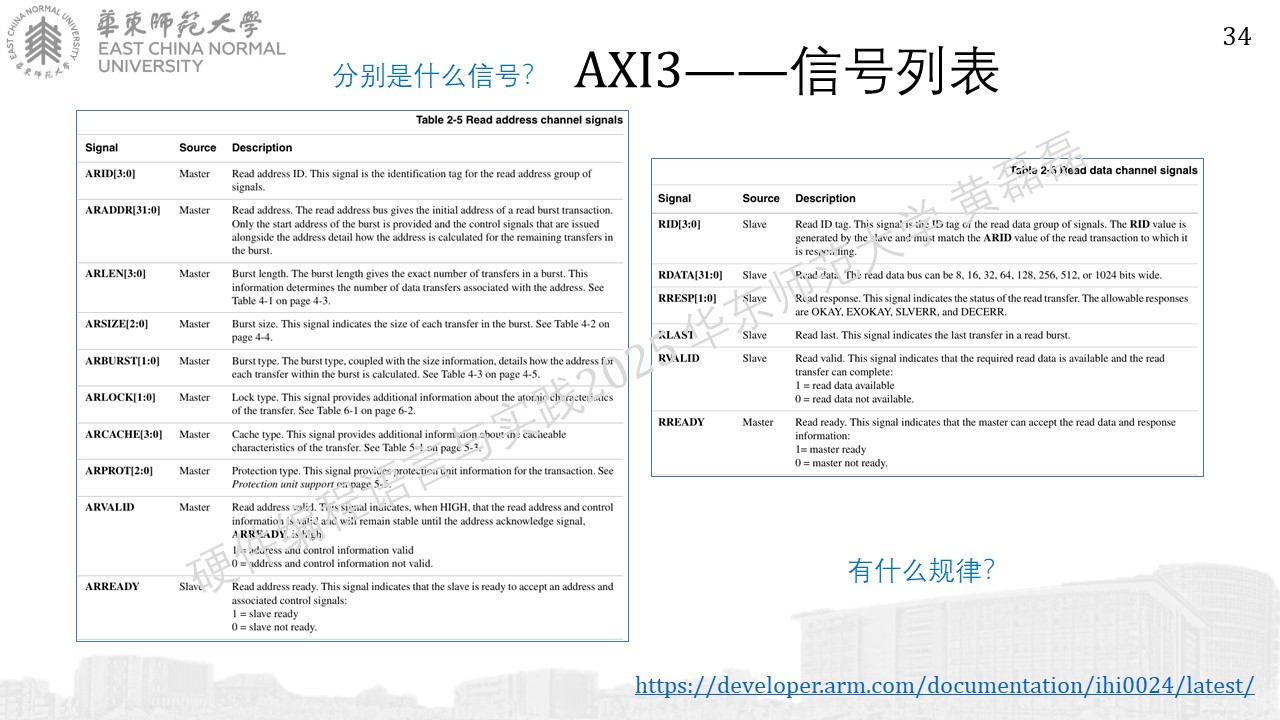 華東師範大學
EAST CHINA NORMAL
UNIVERSITY
EAST CHINA NORMAL UNIVERSITY
華東師範大學
34
分别是什么信号?
AXI3——信号列表
Table 2-5 Read address channel signals
Signal Source Description
ARID[3:0] Master Read address ID. This signal is the identification tag for the read address group of
signals.
ARADDR[31:0] Master Read address. The read address bus gives the initial address of a read burst transaction.
Only the start address of the burst is provided and the control signals that are issued
alongside the address detail how the address is calculated for the remaining transfers in
the burst.
ARLEN[3:0] Master Burst length. The burst length gives the exact number of transfers in a burst. This
information determines the number of data transfers associated with the address. See
Table 4-1 on page 4-3.
ARSIZE[2:0] Master Burst size. This signal indicates the size of each transfer in the burst. See Table 4-2 on
page 4-4.
ARBURST[1:0] Master Burst type. The burst type, coupled with the size information, details how the address for
each transfer within the burst is calculated. See Table 4-3 on page 4-5.
ARLOCK[1:0] Master Lock type. This signal provides additional information about the atomic characteristics
of the transfer. See Table 6-1 on page 6-2.
ARCACHE[3:0] Master Cache type. This signal provides additional information about the cacheable
characteristics of the transfer. See Table 5-1 on page 5-3.
ARPROT[2:0] Master Protection type. This signal provides protection unit information for the transaction. See
Protection unit support on page 5-5.
ARVALID Master Read address valid. This signal indicates, when HIGH, that the read address and control
information is valid and will remain stable until the address acknowledge signal,
ARREADY, is high.
1 = address and control information valid
0 = address and control information not valid.
ARREADY Slave Read address ready. This signal indicates that the slave is ready to accept an address and
associated control signals:
1 = slave ready
0 = slave not ready.
Table 2-6 Read data channel signals
Signal Source Description
RID[3:0] Slave Read ID tag. This signal is the ID tag of the read data group of signals. The RID value is
generated by the slave and must match the ARID value of the read transaction to which it
is responding.
RDATA[31:0] Slave Read data. The read data bus can be 8, 16, 32, 64, 128, 256, 512, or 1024 bits wide.
RRESP[1:0] Slave Read response. This signal indicates the status of the read transfer. The allowable responses
are OKAY, EXOKAY, SLVERR, and DECERR.
RLAST Slave Read last. This signal indicates the last transfer in a read burst.
RVALID Slave Read valid. This signal indicates that the required read data is available and the read
transfer can complete:
1 = read data available
0 = read data not available.
RREADY Master Read ready. This signal indicates that the master can accept the read data and response
information:
1= master ready
0 = master not ready.
硬件编程语言与实践2025 华东师范大学 黄磊磊
有什么规律?
https://developer.arm.com/documentation/ihi0024/latest/